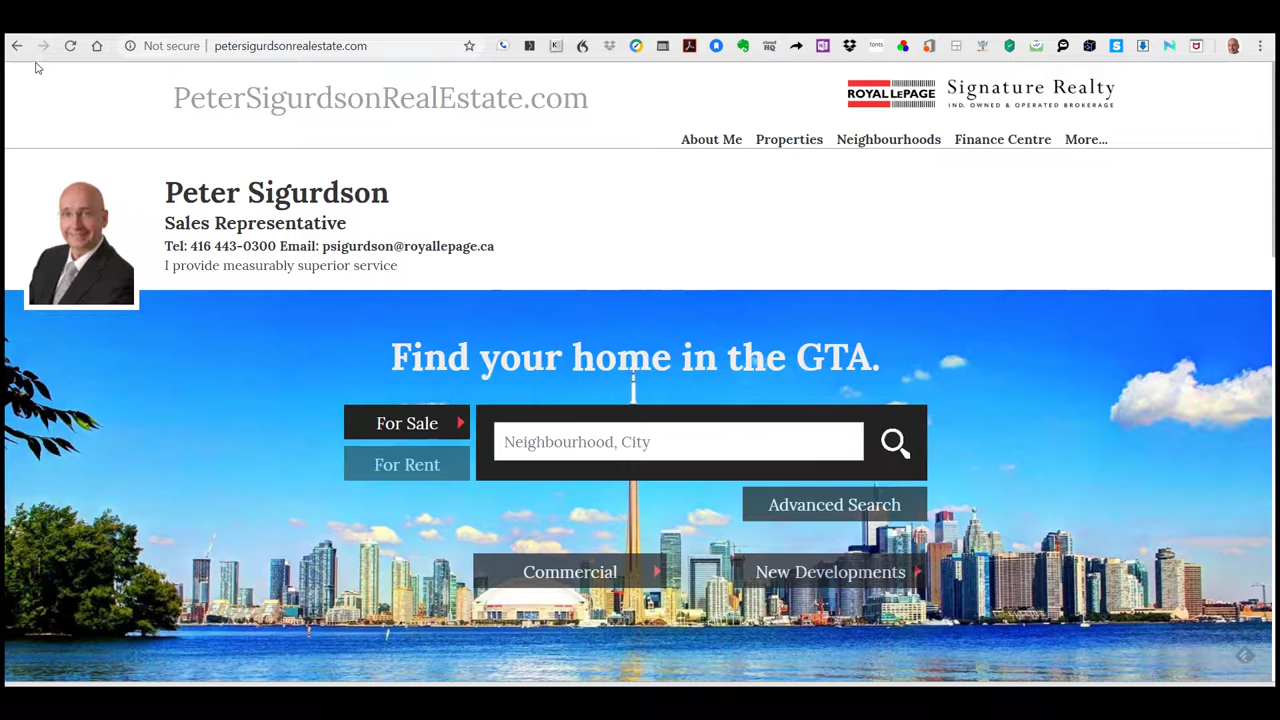 Not secure petersigurdsonrealestate.com
PeterSigurdsonRealEstate.com
ROYAL LEPAGE
Signature Realty
IND. OWNED & OPERATED BROKERAGE
About Me Properties Neighbourhoods Finance Centre More...
Peter Sigurdson
Sales Representative
Tel: 416 443-0300 Email: psigurdson@royallepage.ca
I provide measurably superior service
Find your home in the GTA.
For Sale
Neighbourhood, City
For Rent
Advanced Search
Commercial
New Developments